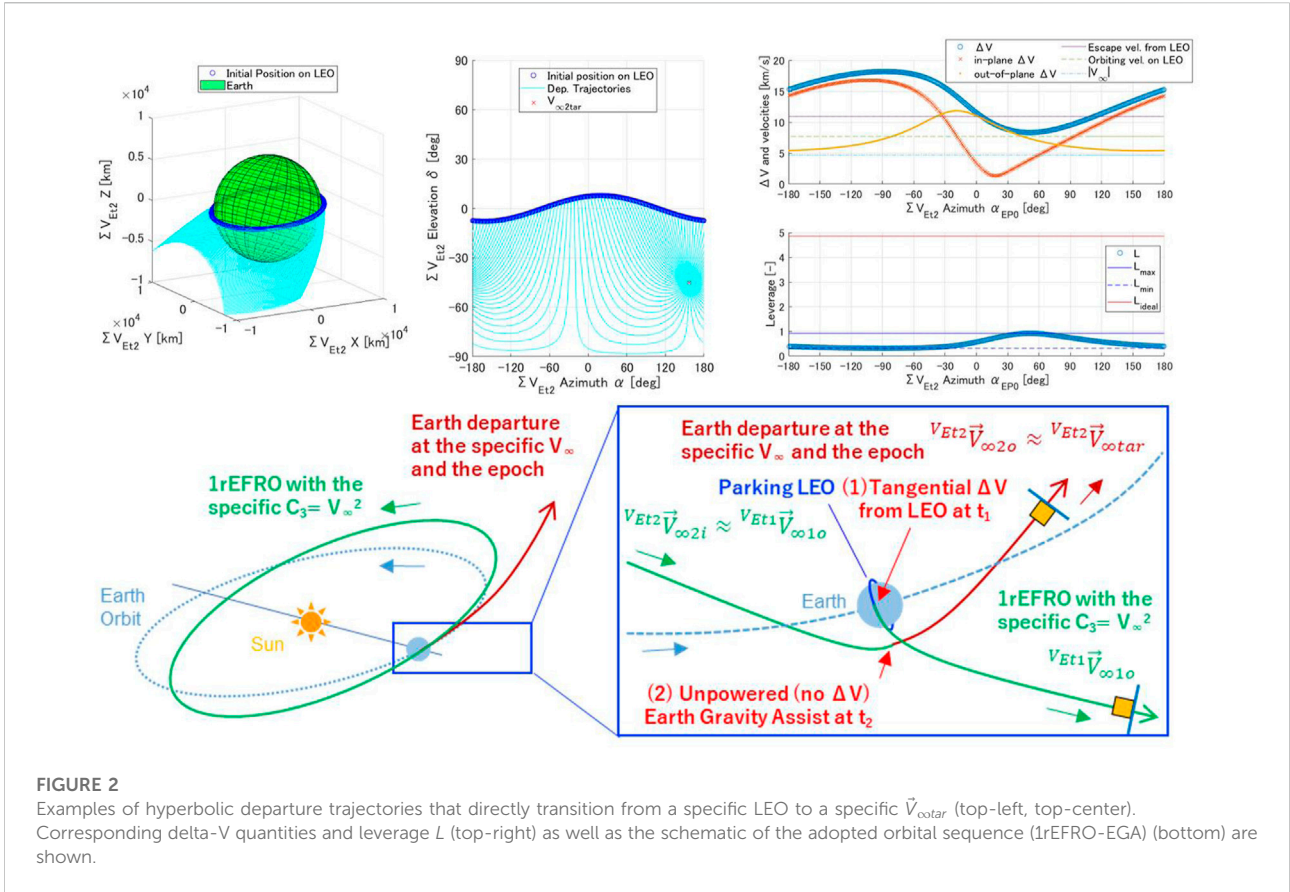 Initial Position on LEO
Earth
×10⁴
1
0.5
0
-0.5
-1
Σ V_Et2 Z [km]
1
×10⁴
0
-1
-1
0
1
×10⁴
Σ V_Et2 Y [km]
Σ V_Et2 X [km]
Initial position on LEO
Dep. Trajectories
V_∞2tar
90
60
30
0
-30
-60
-90
Σ V_Et2 Elevation δ [deg]
-180 -120 -60 0 60 120 180
Σ V_Et2 Azimuth α [deg]
ΔV
in-plane ΔV
out-of-plane ΔV
Escape vel. from LEO
Orbiting vel. on LEO
|V_∞|
20
15
10
5
0
ΔV and velocities [km/s]
-180 -150 -120 -90 -60 -30 0 30 60 90 120 150 180
Σ V_Et2 Azimuth α_EP0 [deg]
5
4
3
2
1
0
Leverage [-]
L
L_max
L_min
L_ideal
-180 -150 -120 -90 -60 -30 0 30 60 90 120 150 180
Σ V_Et2 Azimuth α_EP0 [deg]
Earth departure
at the specific V_∞
and the epoch
1rEFRO with the
specific C₃= V_∞²
Earth
Orbit
Sun
Earth departure at the
specific V_∞ and the epoch
^VEt2 V⃗_∞2o ≈ ^VEt2 V⃗_∞tar
Parking LEO
(1)Tangential ΔV
from LEO at t₁
^VEt2 V⃗_∞2i ≈ ^VEt1 V⃗_∞1o
Earth
1rEFRO with the
specific C₃= V_∞²
^VEt1 V⃗_∞1o
(2) Unpowered (no ΔV)
Earth Gravity Assist at t₂
FIGURE 2
Examples of hyperbolic departure trajectories that directly transition from a specific LEO to a specific V⃗_∞tar (top-left, top-center).
Corresponding delta-V quantities and leverage L (top-right) as well as the schematic of the adopted orbital sequence (1rEFRO-EGA) (bottom) are
shown.